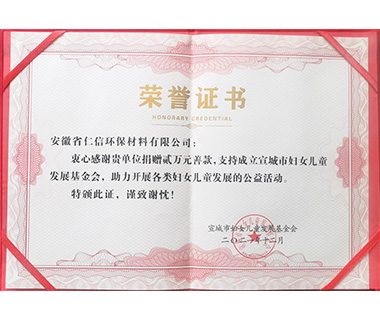 荣誉证书
HONORARY CREDENTIAL
安徽省仁信环保材料有限公司：
衷心感谢贵单位捐赠贰万元善款，支持成立宣城市妇女儿童
发展基金会，助力开展各类妇女儿童发展的公益活动。
特颁此证，谨致谢忱！
宣城市妇女儿童发展基金会
二〇二一年十二月